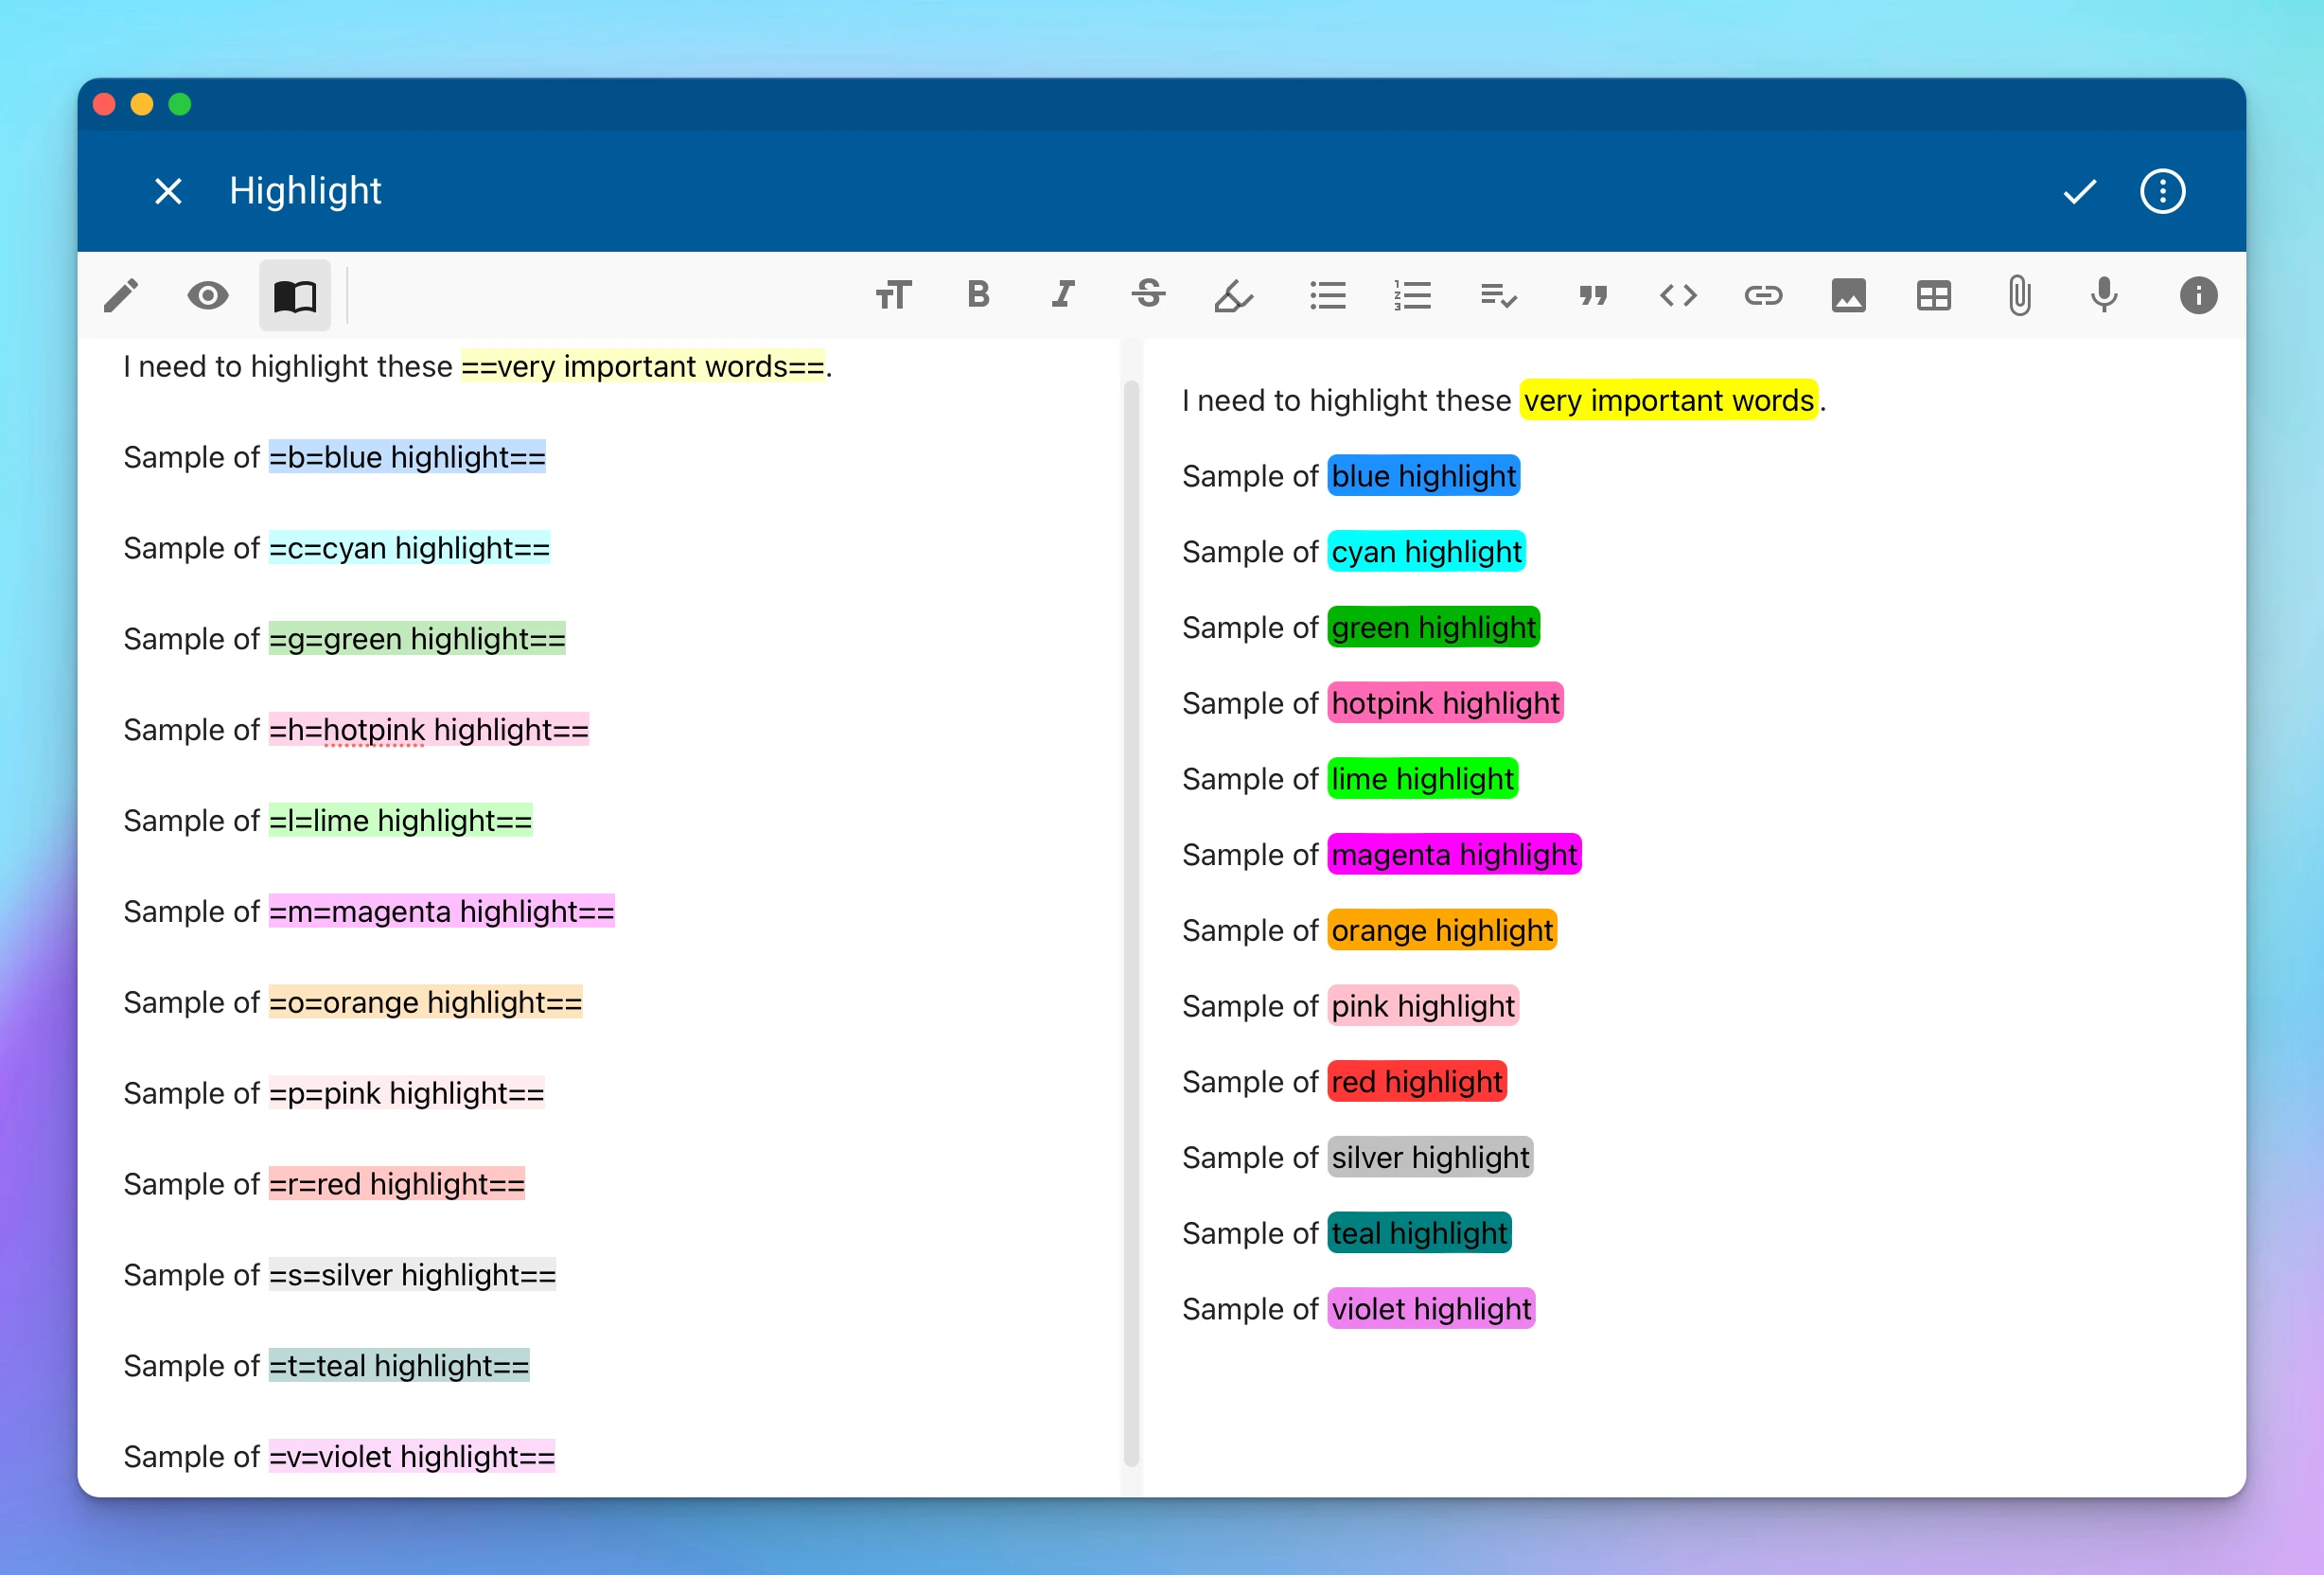 Highlight
I need to highlight these ==very important words==.
Sample of =b=blue highlight==
Sample of =c=cyan highlight==
Sample of =g=green highlight==
Sample of =h=hotpink highlight==
Sample of =l=lime highlight==
Sample of =m=magenta highlight==
Sample of =o=orange highlight==
Sample of =p=pink highlight==
Sample of =r=red highlight==
Sample of =s=silver highlight==
Sample of =t=teal highlight==
Sample of =v=violet highlight==
I need to highlight these very important words.
Sample of blue highlight
Sample of cyan highlight
Sample of green highlight
Sample of hotpink highlight
Sample of lime highlight
Sample of magenta highlight
Sample of orange highlight
Sample of pink highlight
Sample of red highlight
Sample of silver highlight
Sample of teal highlight
Sample of violet highlight